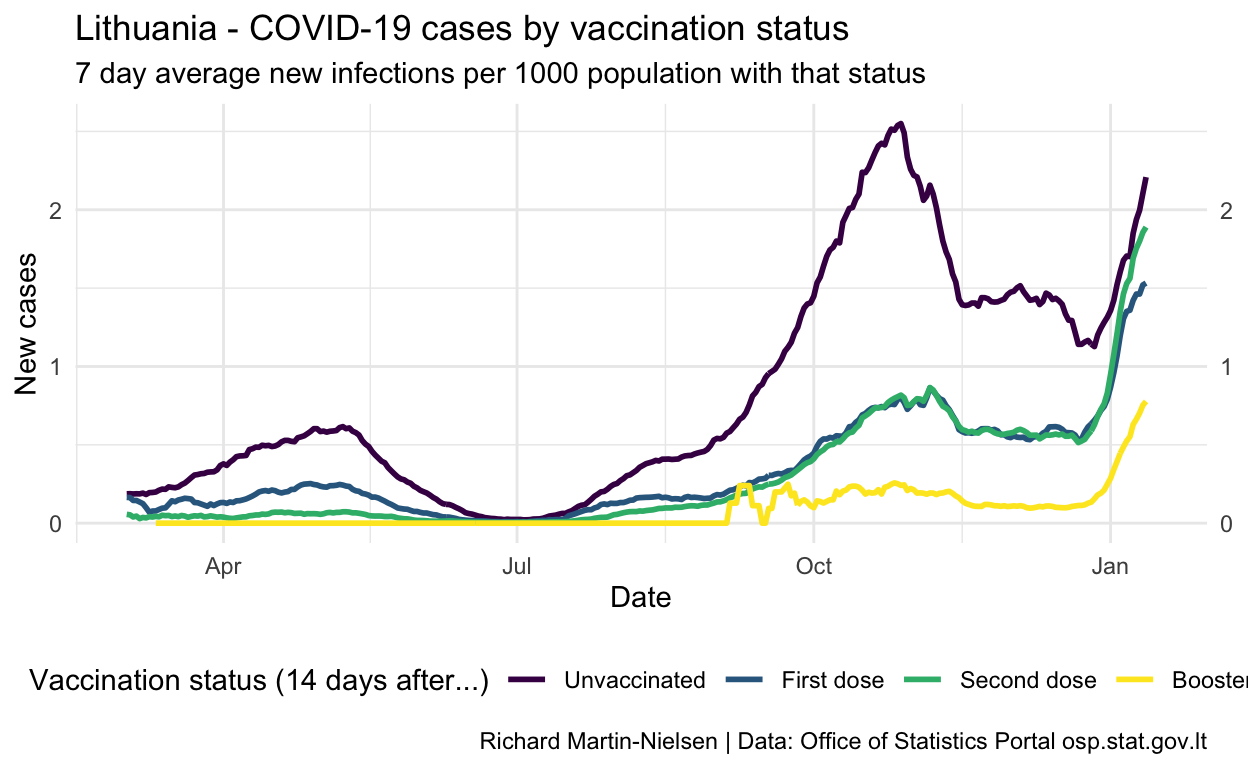 Lithuania - COVID-19 cases by vaccination status
7 day average new infections per 1000 population with that status
New cases
2
1
0
2
1
0
Apr Jul Oct Jan
Date
Vaccination status (14 days after...) Unvaccinated First dose Second dose Booster
Richard Martin-Nielsen | Data: Office of Statistics Portal osp.stat.gov.lt